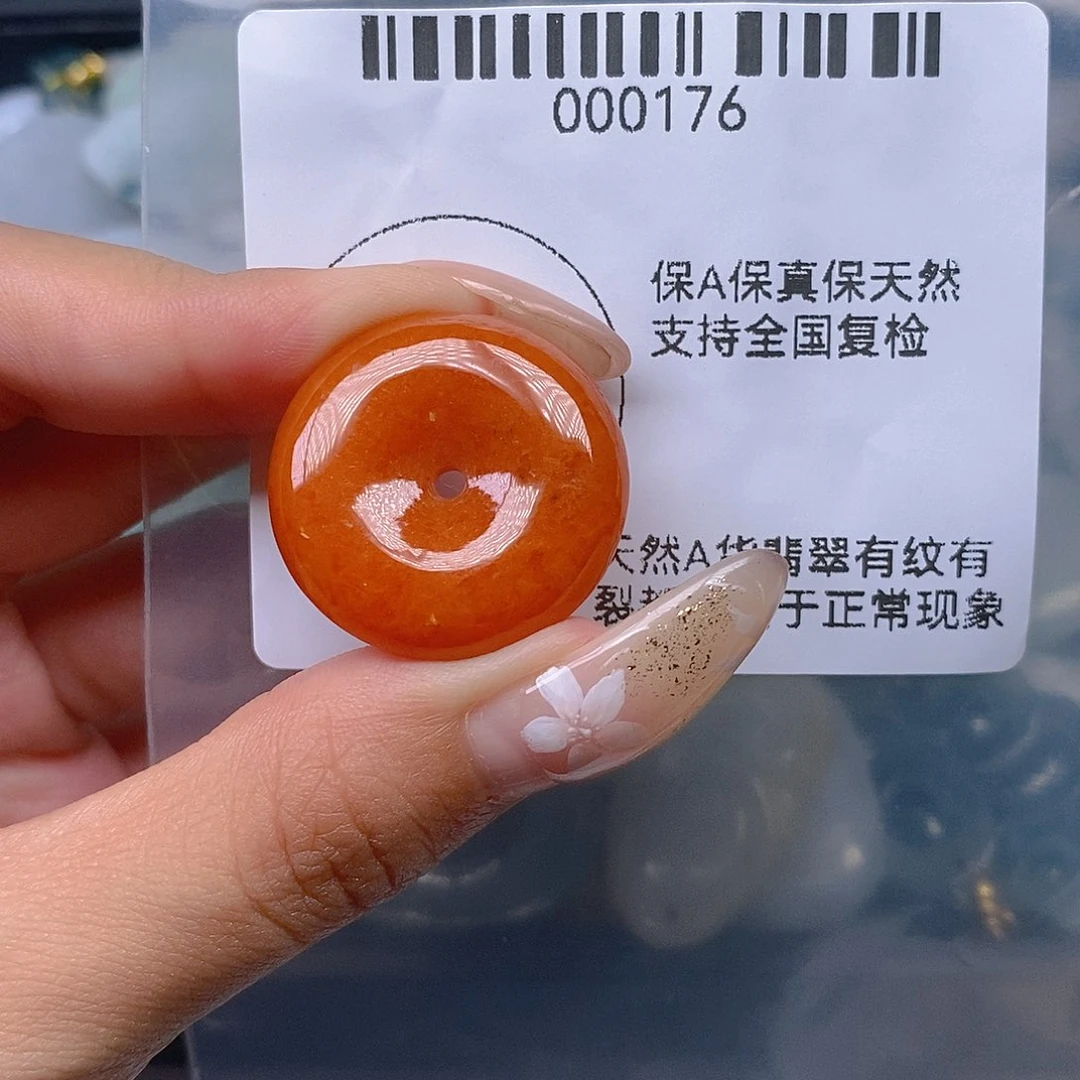 000176
保A保真保天然
支持全国复检
天然A货翡翠有纹有
裂 于正常现象